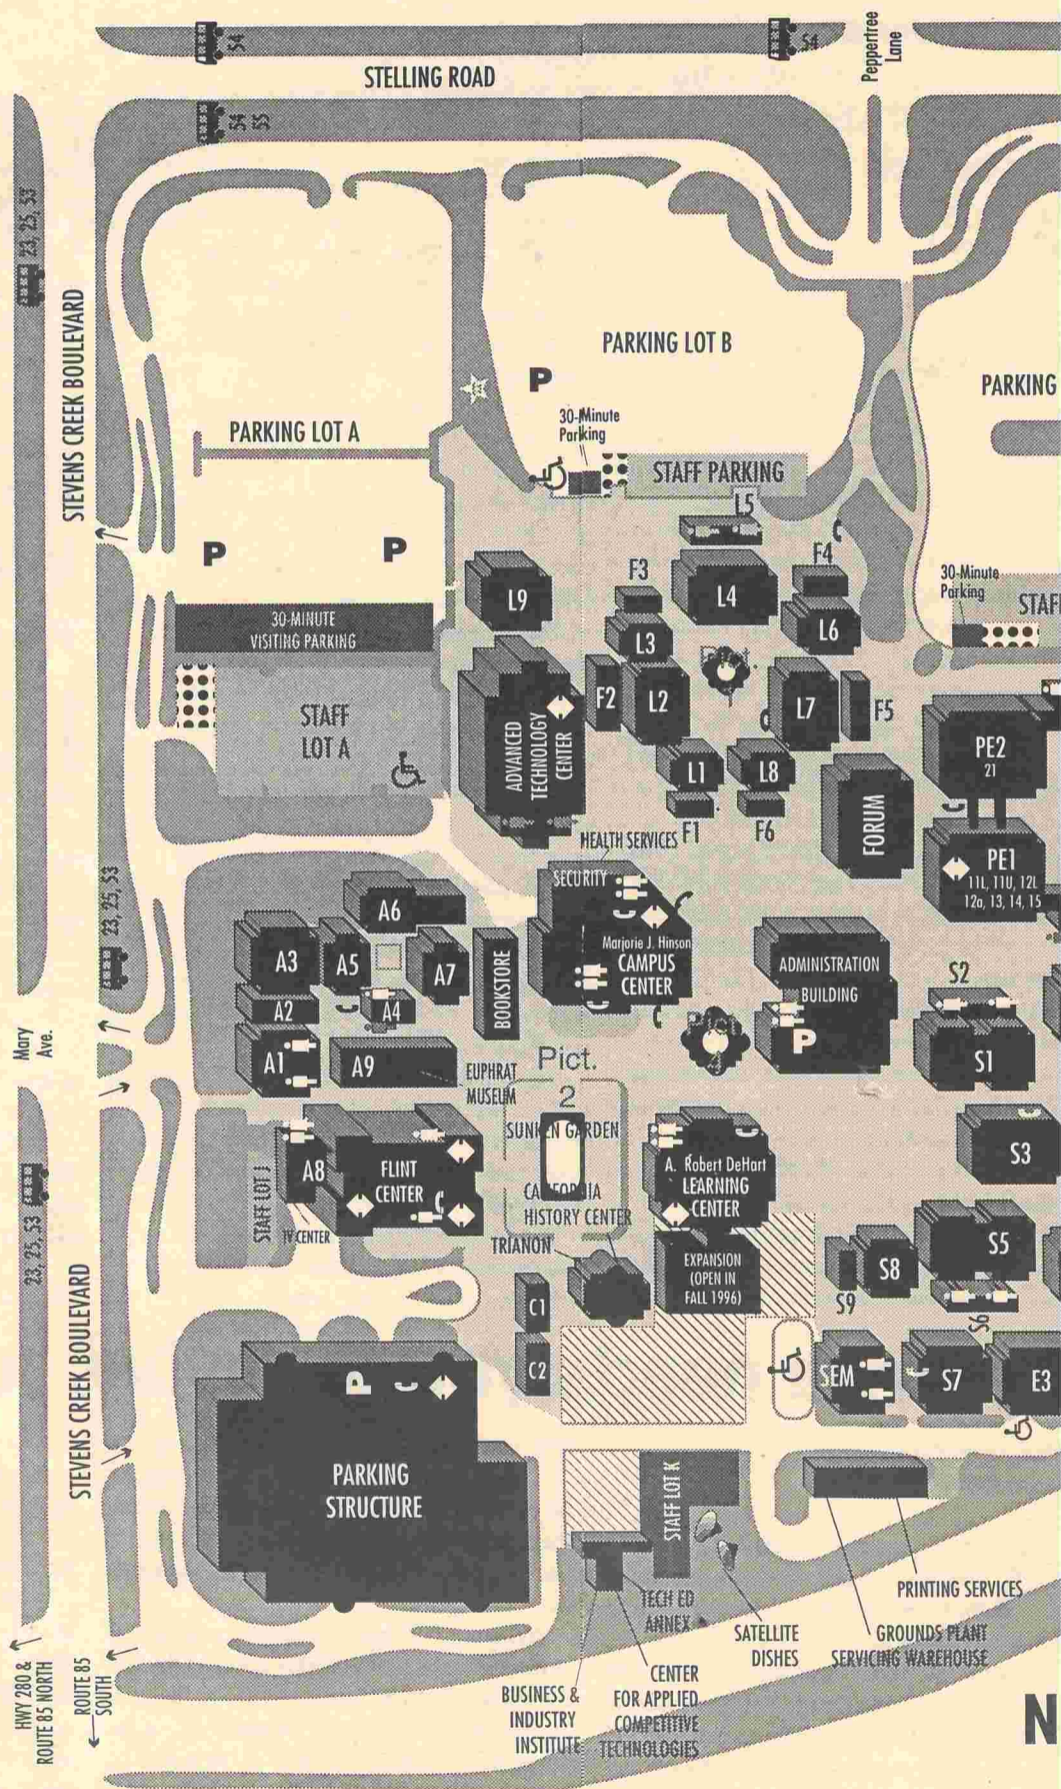 54
54
Peppertree
Lane
STELLING ROAD
54
55
23, 25, 53
STEVENS CREEK BOULEVARD
PARKING LOT B
P
PARKING
30-Minute
Parking
PARKING LOT A
STAFF PARKING
L5
P
P
F4
F3
30-Minute
Parking
L9
L4
STAF
30-MINUTE
VISITING PARKING
L6
L3
Pict.
STAFF
LOT A
ADVANCED
TECHNOLOGY
CENTER
F2
L2
L7
F5
PE2
21
L1
L8
FORUM
F1
F6
HEALTH SERVICES
PE1
11L, 11U, 12L
12a, 13, 14, 15
SECURITY
23, 25, 53
A6
Marjorie J. Hinson
CAMPUS
CENTER
A3
A5
A7
BOOKSTORE
ADMINISTRATION
BUILDING
S2
A2
A4
Mary
Ave.
P
Pict.
S1
A1
A9
EUPHRAT
MUSEUM
Pict.
2
SUNKEN GARDEN
S3
A8
FLINT
CENTER
A. Robert DeHart
LEARNING
CENTER
STAFF LOT J
TV CENTER
CALIFORNIA
HISTORY CENTER
23, 25, 53
TRIANON
EXPANSION
(OPEN IN
FALL 1996)
S5
S8
S9
S6
C1
C2
STEVENS CREEK BOULEVARD
P
SEM
S7
E3
PARKING
STRUCTURE
STAFF LOT K
PRINTING SERVICES
TECH ED
ANNEX
SATELLITE
DISHES
GROUNDS PLANT
SERVICING WAREHOUSE
HWY 280 &
ROUTE 85 NORTH
ROUTE 85
SOUTH
BUSINESS &
INDUSTRY
INSTITUTE
CENTER
FOR APPLIED
COMPETITIVE
TECHNOLOGIES
N